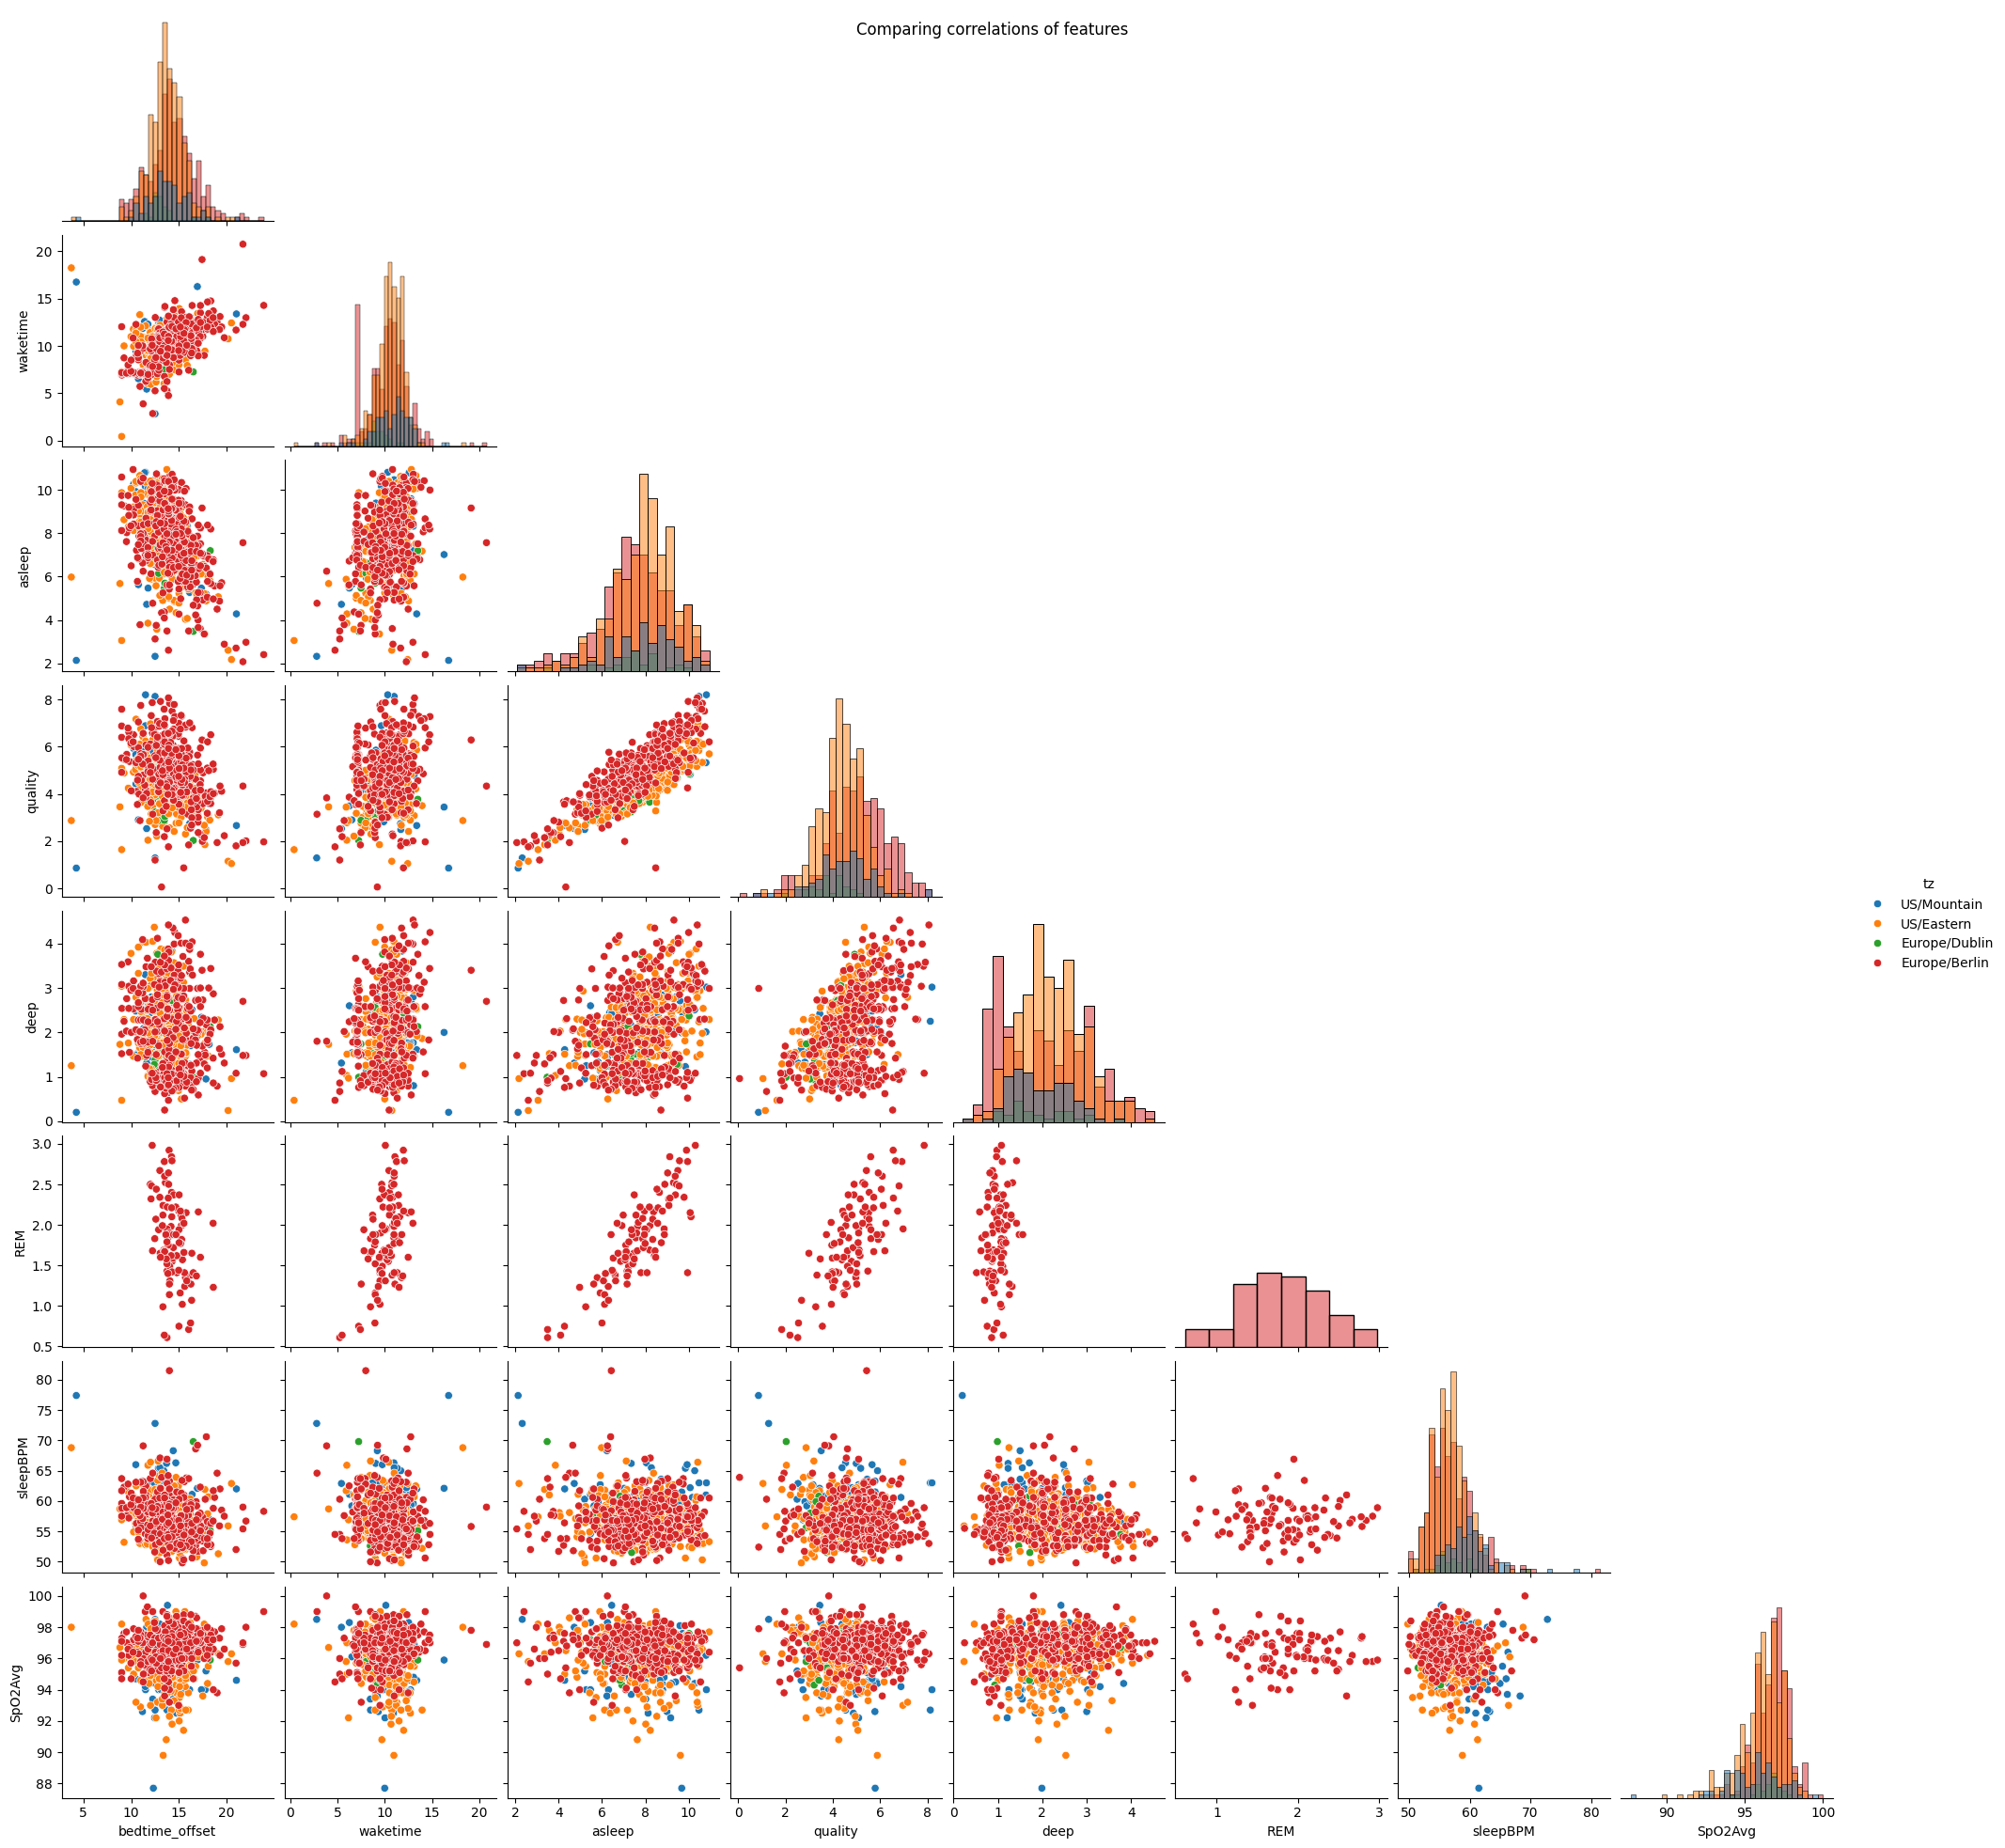 Comparing correlations of features
20
15
10
5
0
waketime
10
8
6
4
2
asleep
8
6
4
2
0
quality
tz
US/Mountain
US/Eastern
Europe/Dublin
Europe/Berlin
4
3
2
1
0
deep
3.0
2.5
2.0
1.5
1.0
0.5
REM
80
75
70
65
60
55
50
sleepBPM
100
98
96
94
92
90
88
SpO2Avg
5 10 15 20 0 5 10 15 20 2 4 6 8 10 0 2 4 6 8 0 1 2 3 4 1 2 3 50 60 70 80 90 95 100
bedtime_offset waketime asleep quality deep REM sleepBPM SpO2Avg